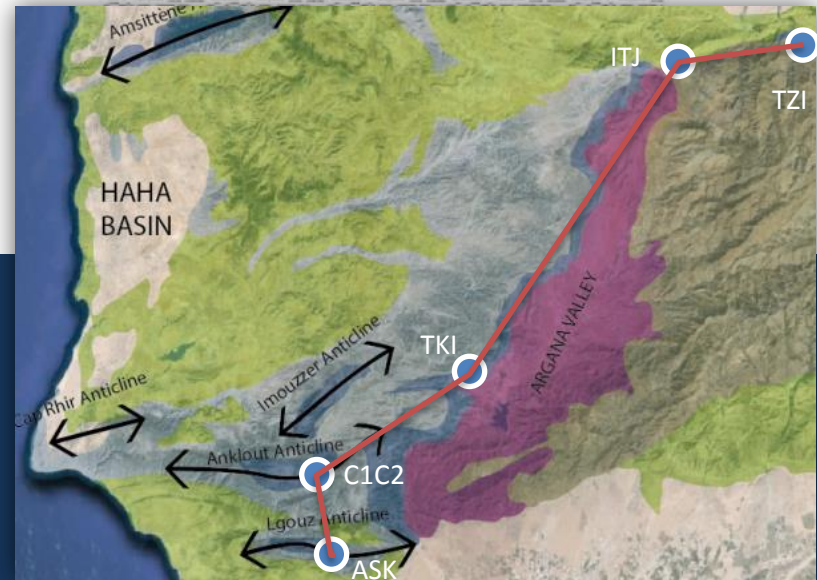 Amsittène
ITJ
TZI
HAHA
BASIN
ARGANA VALLEY
TKI
Imouzzer Anticline
Cap Rhir Anticline
Anklout Anticline
C1C2
Lgouz Anticline
ASK